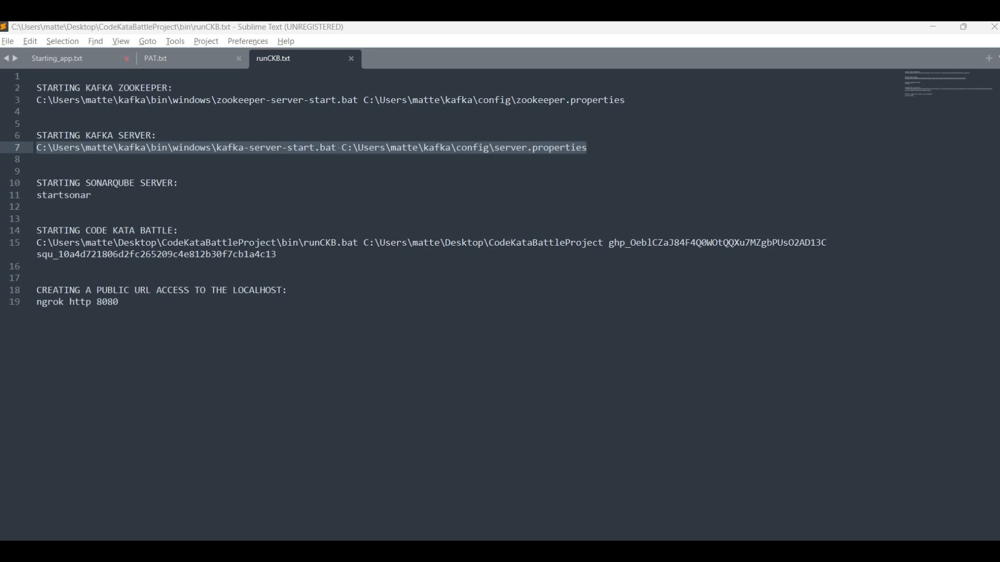 C:\Users\matte\Desktop\CodeKataBattleProject\bin\runCKB.txt - Sublime Text (UNREGISTERED)
File Edit Selection Find View Goto Tools Project Preferences Help
Starting_app.txt PAT.txt runCKB.txt
1
2 STARTING KAFKA ZOOKEEPER:
3 C:\Users\matte\kafka\bin\windows\zookeeper-server-start.bat C:\Users\matte\kafka\config\zookeeper.properties
4
5
6 STARTING KAFKA SERVER:
7 C:\Users\matte\kafka\bin\windows\kafka-server-start.bat C:\Users\matte\kafka\config\server.properties
8
9
10 STARTING SONARQUBE SERVER:
11 startsonar
12
13
14 STARTING CODE KATA BATTLE:
15 C:\Users\matte\Desktop\CodeKataBattleProject\bin\runCKB.bat C:\Users\matte\Desktop\CodeKataBattleProject 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
squ_10a4d721806d2fc265209c4e812b30f7cb1a4c13
16
17
18 CREATING A PUBLIC URL ACCESS TO THE LOCALHOST:
19 ngrok http 8080